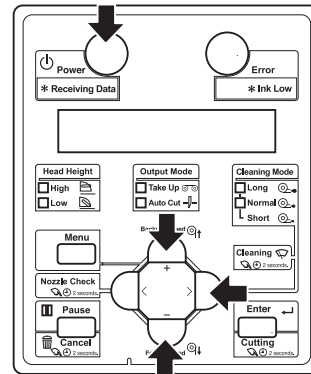 Power
Error
* Receiving Data
* Ink Low
Head Height
High
Low
Output Mode
Take Up
Auto Cut
Cleaning Mode
Long
Normal
Short
Menu
Cleaning
2 seconds.
Nozzle Check
2 seconds.
+
< >
−
Pause
Cancel
2 seconds.
Enter
Cutting
2 seconds.